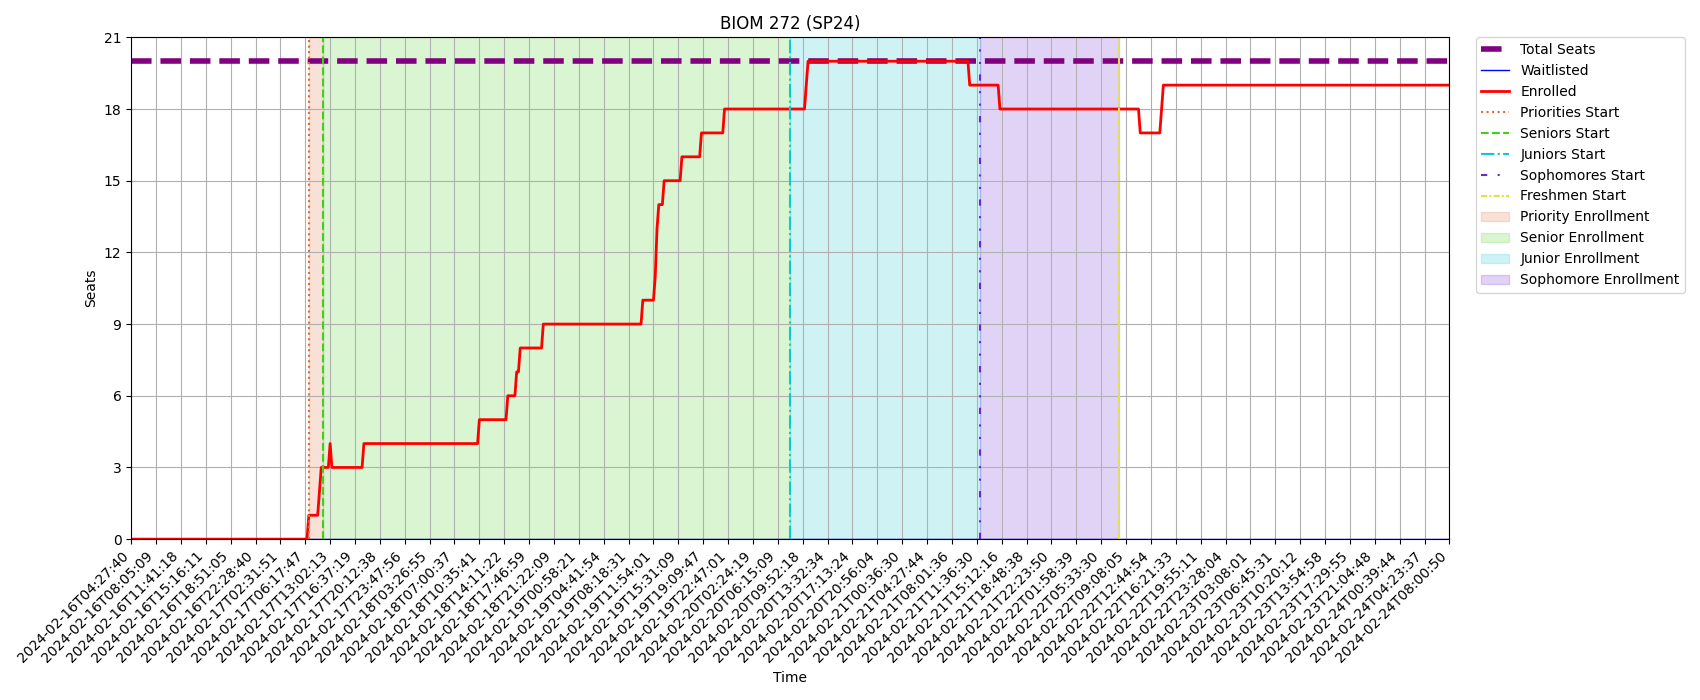 BIOM 272 (SP24)
21
18
15
12
9
6
3
0
Seats
2024-02-16T04:27:40
2024-02-16T08:05:09
2024-02-16T11:41:18
2024-02-16T15:16:11
2024-02-16T18:51:05
2024-02-16T22:28:40
2024-02-17T02:31:51
2024-02-17T06:17:47
2024-02-17T13:02:13
2024-02-17T16:37:19
2024-02-17T20:12:38
2024-02-17T23:47:56
2024-02-18T03:26:55
2024-02-18T07:00:37
2024-02-18T10:35:41
2024-02-18T14:11:22
2024-02-18T17:46:59
2024-02-18T21:22:09
2024-02-19T00:58:21
2024-02-19T04:41:54
2024-02-19T08:18:31
2024-02-19T11:54:01
2024-02-19T15:31:09
2024-02-19T19:09:47
2024-02-19T22:47:01
2024-02-20T02:24:19
2024-02-20T06:15:09
2024-02-20T09:52:18
2024-02-20T13:32:34
2024-02-20T17:13:24
2024-02-20T20:56:04
2024-02-21T00:36:30
2024-02-21T04:27:44
2024-02-21T08:01:36
2024-02-21T11:36:30
2024-02-21T15:12:16
2024-02-21T18:48:38
2024-02-21T22:23:50
2024-02-22T01:58:39
2024-02-22T05:33:30
2024-02-22T09:08:05
2024-02-22T12:44:54
2024-02-22T16:21:33
2024-02-22T19:55:11
2024-02-22T23:28:04
2024-02-23T03:08:01
2024-02-23T06:45:31
2024-02-23T10:20:12
2024-02-23T13:54:58
2024-02-23T17:29:55
2024-02-23T21:04:48
2024-02-24T00:39:44
2024-02-24T04:23:37
2024-02-24T08:00:50
Time
Total Seats
Waitlisted
Enrolled
Priorities Start
Seniors Start
Juniors Start
Sophomores Start
Freshmen Start
Priority Enrollment
Senior Enrollment
Junior Enrollment
Sophomore Enrollment